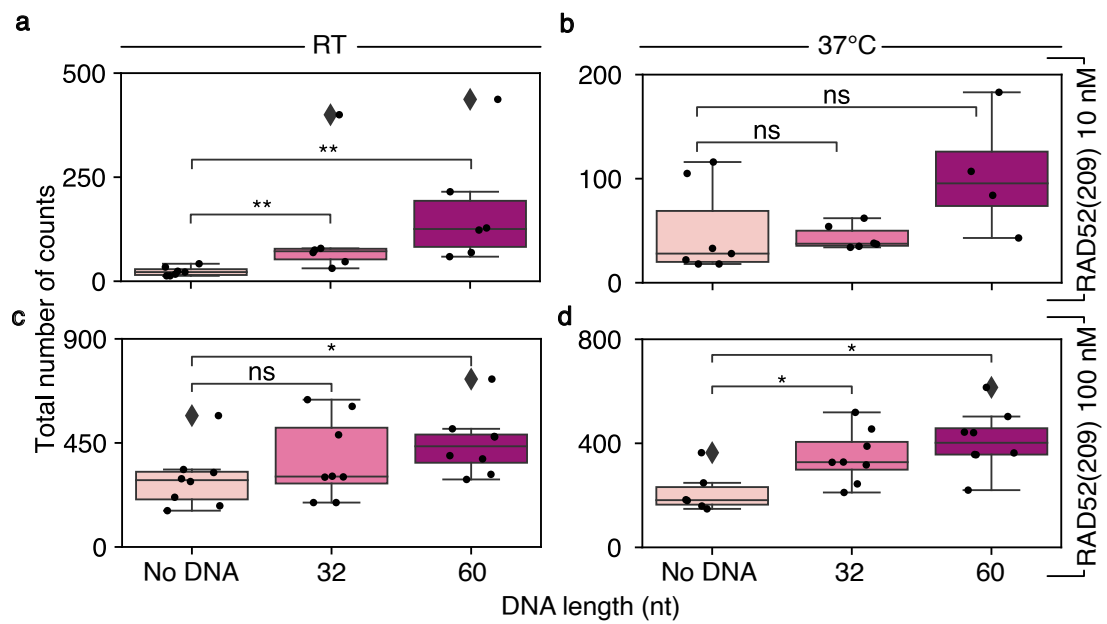 a
RT
b
37°C
500
250
0
**
**
200
100
0
ns
ns
RAD52(209) 10 nM
Total number of counts
c
900
450
0
*
ns
d
800
400
0
*
*
RAD52(209) 100 nM
No DNA 32 60
No DNA 32 60
DNA length (nt)